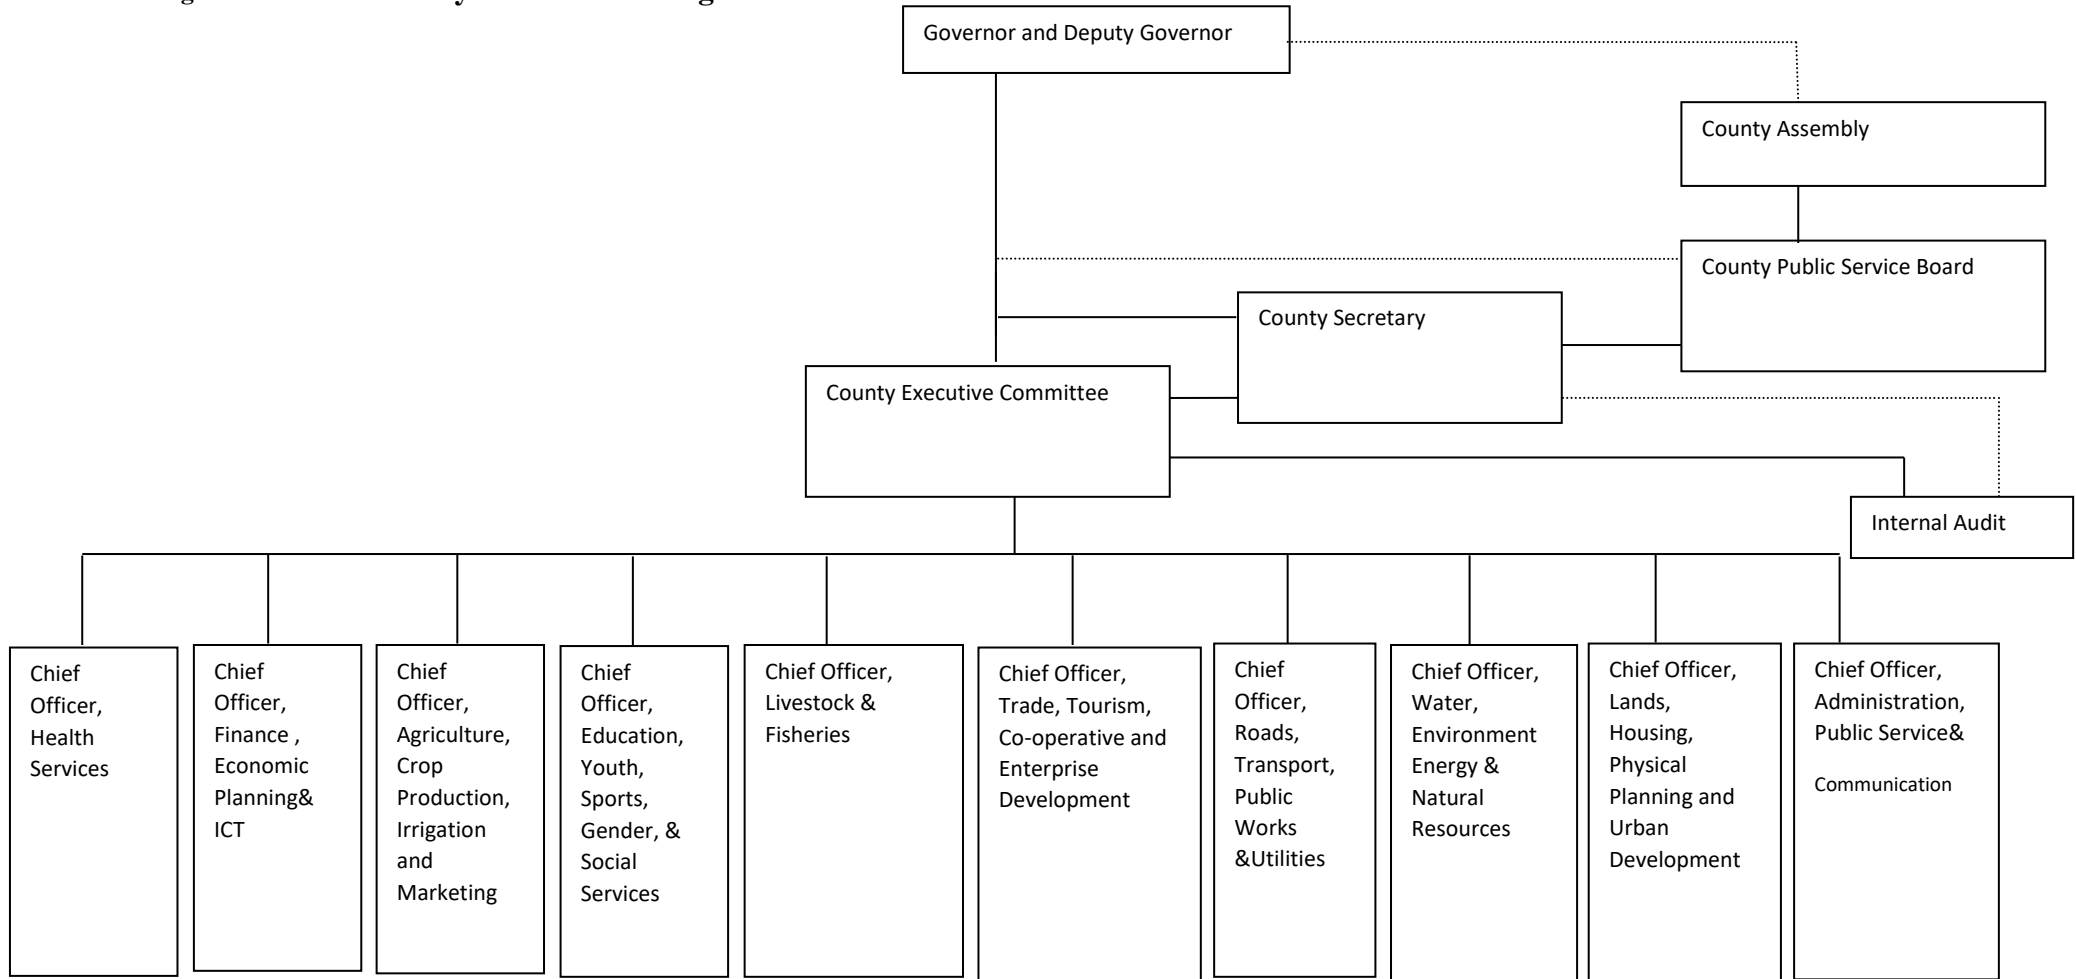 Governor and Deputy Governor
County Assembly
County Public Service Board
County Secretary
County Executive Committee
Internal Audit
Chief
Officer,
Health
Services
Chief
Officer,
Finance ,
Economic
Planning&
ICT
Chief
Officer,
Agriculture,
Crop
Production,
Irrigation
and
Marketing
Chief
Officer,
Education,
Youth,
Sports,
Gender, &
Social
Services
Chief Officer,
Livestock &
Fisheries
Chief Officer,
Trade, Tourism,
Co-operative and
Enterprise
Development
Chief
Officer,
Roads,
Transport,
Public
Works
&Utilities
Chief Officer,
Water,
Environment
Energy &
Natural
Resources
Chief Officer,
Lands,
Housing,
Physical
Planning and
Urban
Development
Chief Officer,
Administration,
Public Service&
Communication